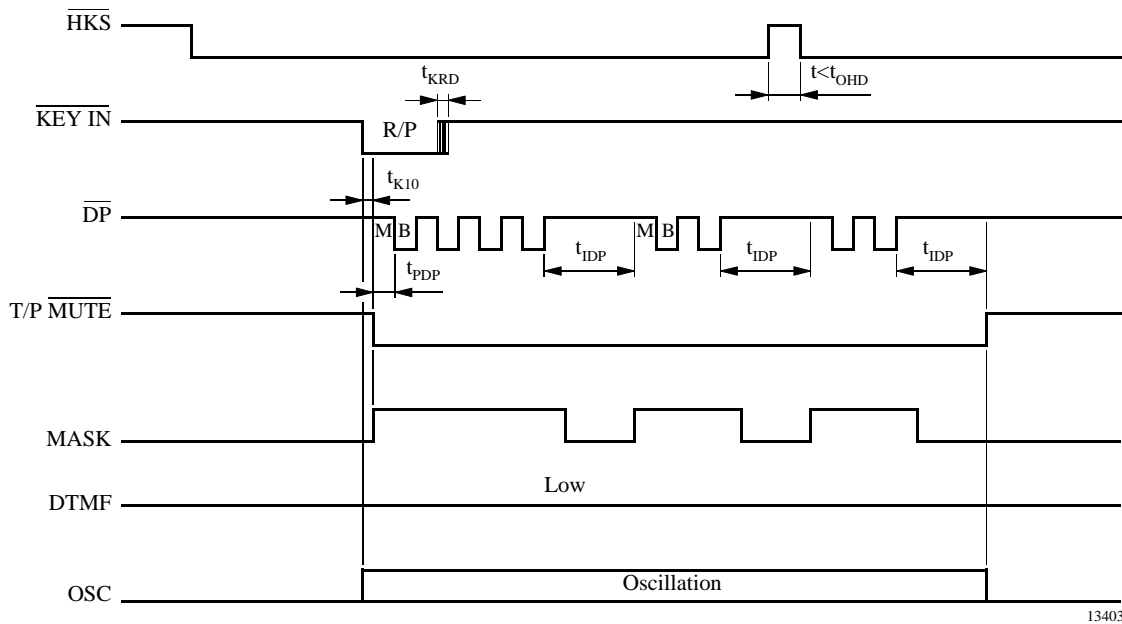 HKS
tKRD
t<tOHD
KEY IN
R/P
tK10
DP
M B
M B
tIDP
tIDP
tIDP
tPDP
T/P MUTE
MASK
Low
DTMF
Oscillation
OSC
13403